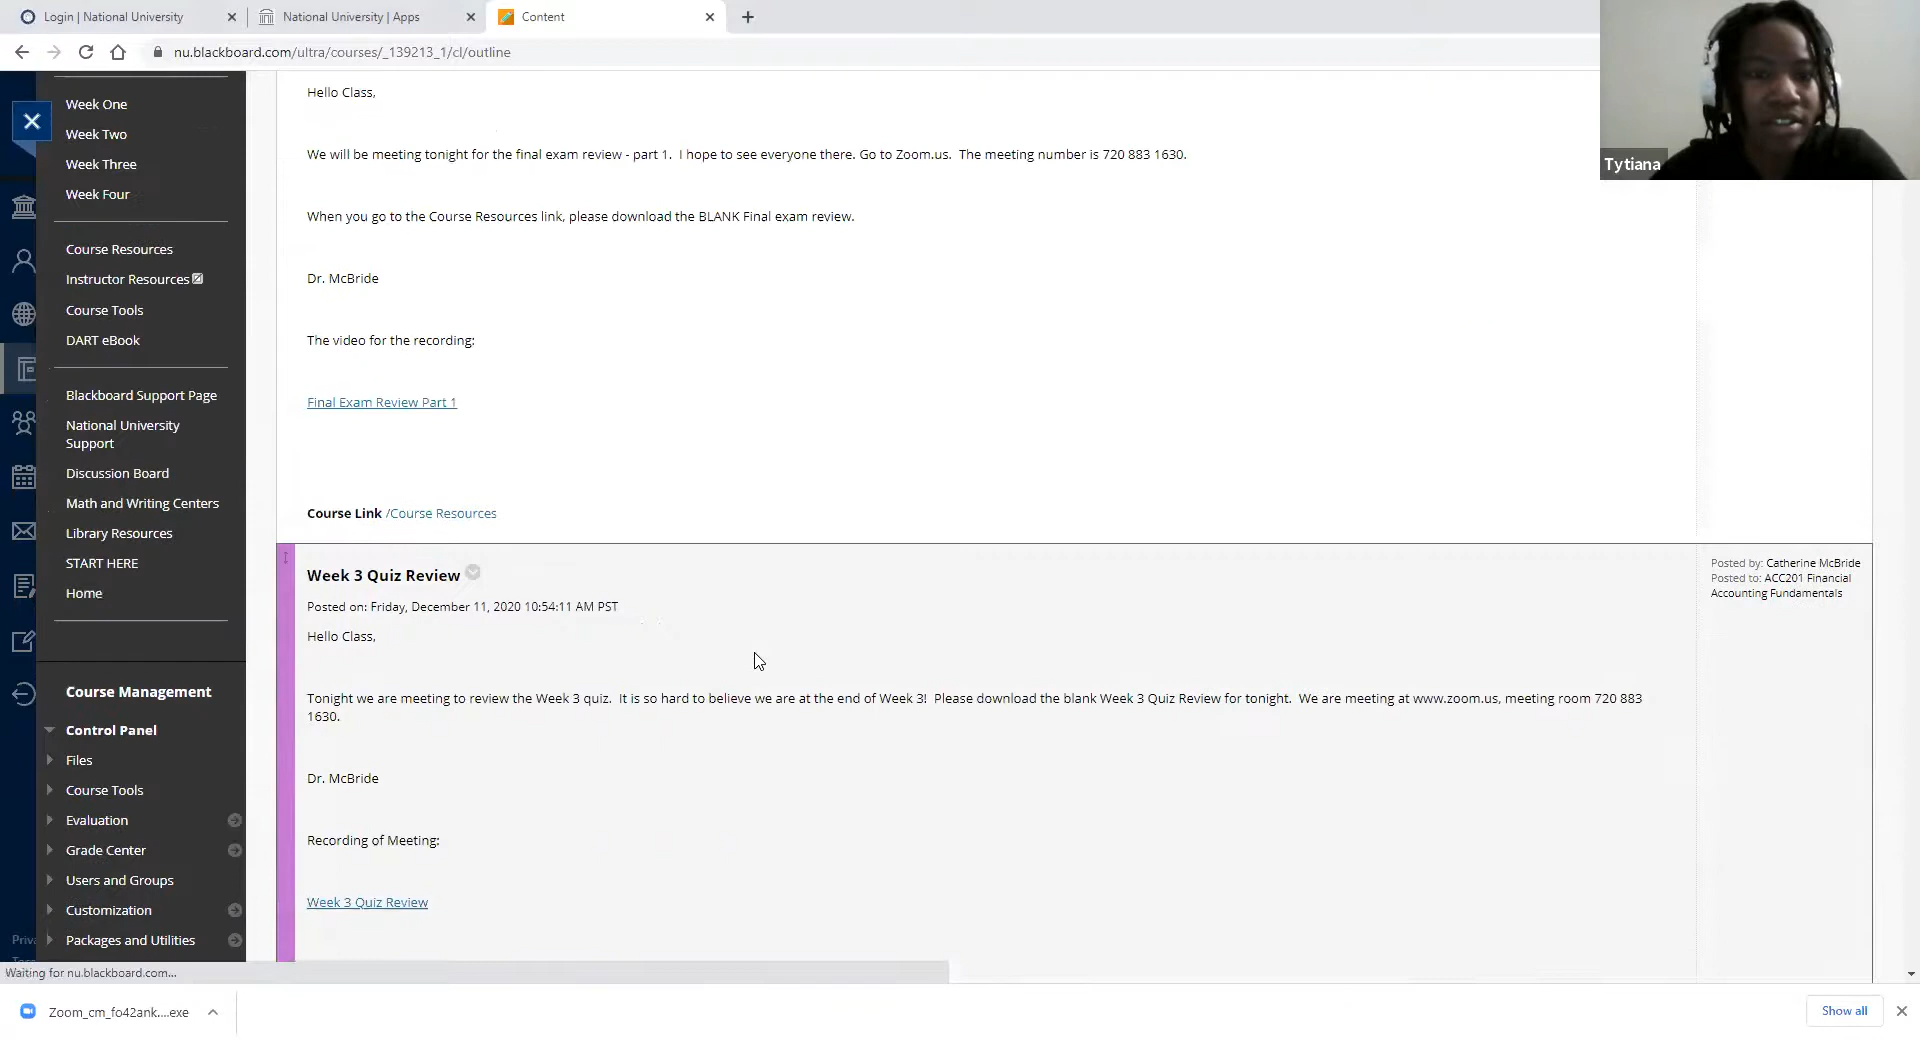 Login | National University
National University | Apps
Content
nu.blackboard.com/ultra/courses/_139213_1/cl/outline
Tytiana
Week One
Week Two
Week Three
Week Four
Course Resources
Instructor Resources
Course Tools
DART eBook
Blackboard Support Page
National University
Support
Discussion Board
Math and Writing Centers
Library Resources
START HERE
Home
Course Management
Control Panel
Files
Course Tools
Evaluation
Grade Center
Users and Groups
Customization
Packages and Utilities
Hello Class,
We will be meeting tonight for the final exam review - part 1.  I hope to see everyone there. Go to Zoom.us.  The meeting number is 720 883 1630.
When you go to the Course Resources link, please download the BLANK Final exam review.
Dr. McBride
The video for the recording:
Final Exam Review Part 1
Course Link /Course Resources
Week 3 Quiz Review
Posted on: Friday, December 11, 2020 10:54:11 AM PST
Hello Class,
Tonight we are meeting to review the Week 3 quiz.  It is so hard to believe we are at the end of Week 3!  Please download the blank Week 3 Quiz Review for tonight.  We are meeting at www.zoom.us, meeting room 720 883
1630.
Dr. McBride
Recording of Meeting:
Week 3 Quiz Review
Posted by: Catherine McBride
Posted to: ACC201 Financial
Accounting Fundamentals
Waiting for nu.blackboard.com...
Zoom_cm_fo42ank....exe
Show all